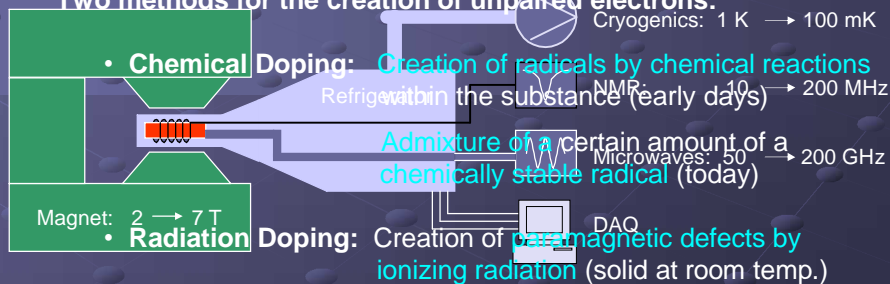 Two methods for the creation of unpaired electrons:
Cryogenics: 1 K → 100 mK
• Chemical Doping: Creation of radicals by chemical reactions
within the substance (early days)
Refrigerator
NMR: 10 → 200 MHz
Admixture of a certain amount of a
chemically stable radical (today)
Microwaves: 50 → 200 GHz
Magnet: 2 → 7 T
DAQ
• Radiation Doping: Creation of paramagnetic defects by
ionizing radiation (solid at room temp.)